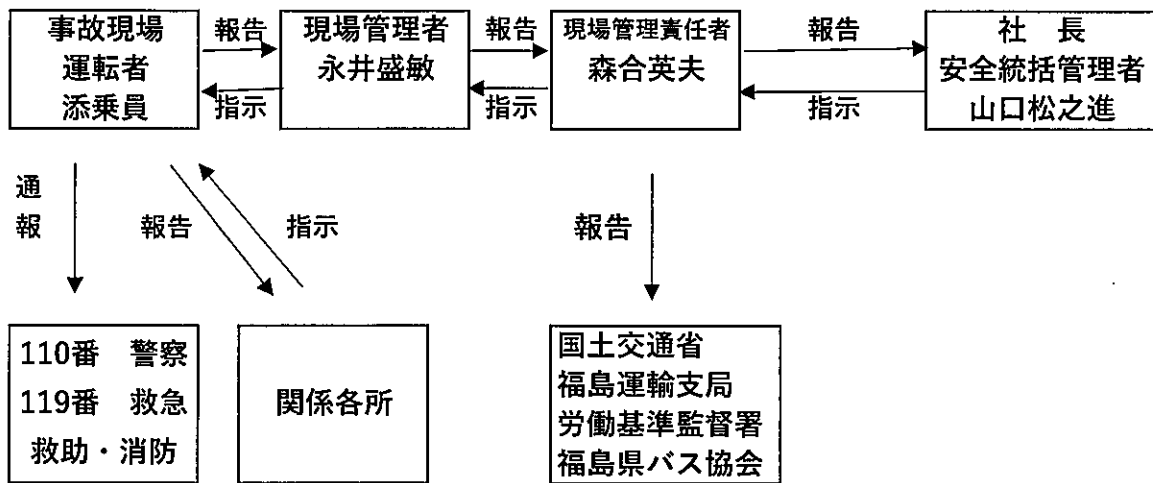 事故現場
運転者
添乗員
報告
指示
現場管理者
永井盛敏
報告
指示
現場管理責任者
森合英夫
報告
指示
社　長
安全統括管理者
山口松之進
通
報
報告
指示
報告
110番　警察
119番　救急
救助・消防
関係各所
国土交通省
福島運輸支局
労働基準監督署
福島県バス協会